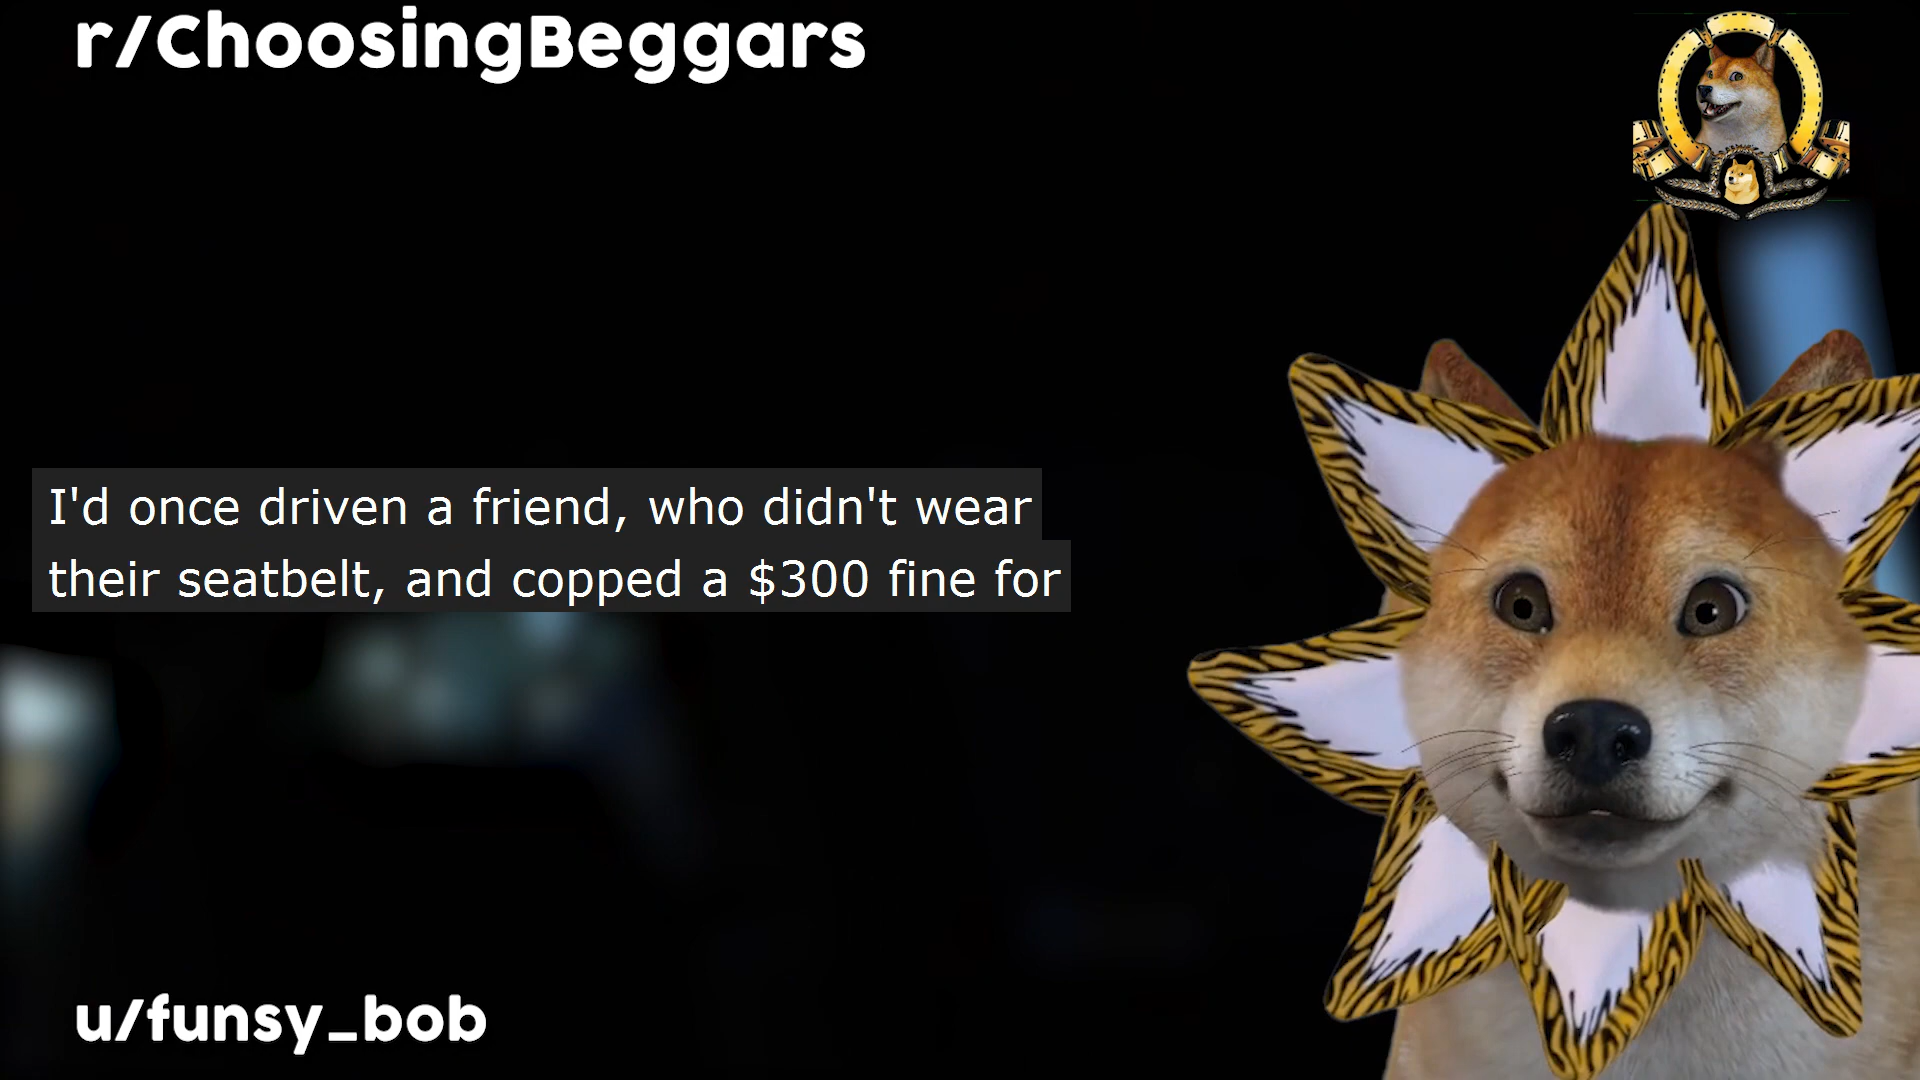 r/ChoosingBeggars
I'd once driven a friend, who didn't wear
their seatbelt, and copped a $300 fine for
u/funsy_bob